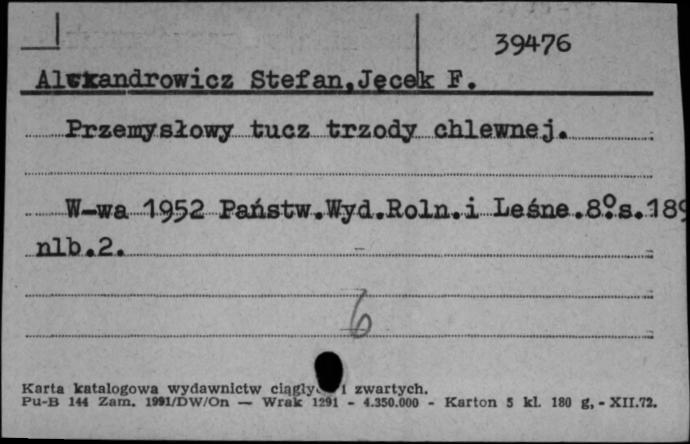 39476
Alexandrowicz Stefan,Jęcek F.
Przemysłowy tucz trzody chlewnej.
W-wa 1952 Państw.Wyd.Roln.i Leśne.8°s.189
nlb.2.
6
Karta katalogowa wydawnictw ciągłych i zwartych.
Pu-B 144 Zam. 1991/DW/On — Wrak 1291 - 4.350.000 - Karton 5 kl. 180 g, - XII.72.